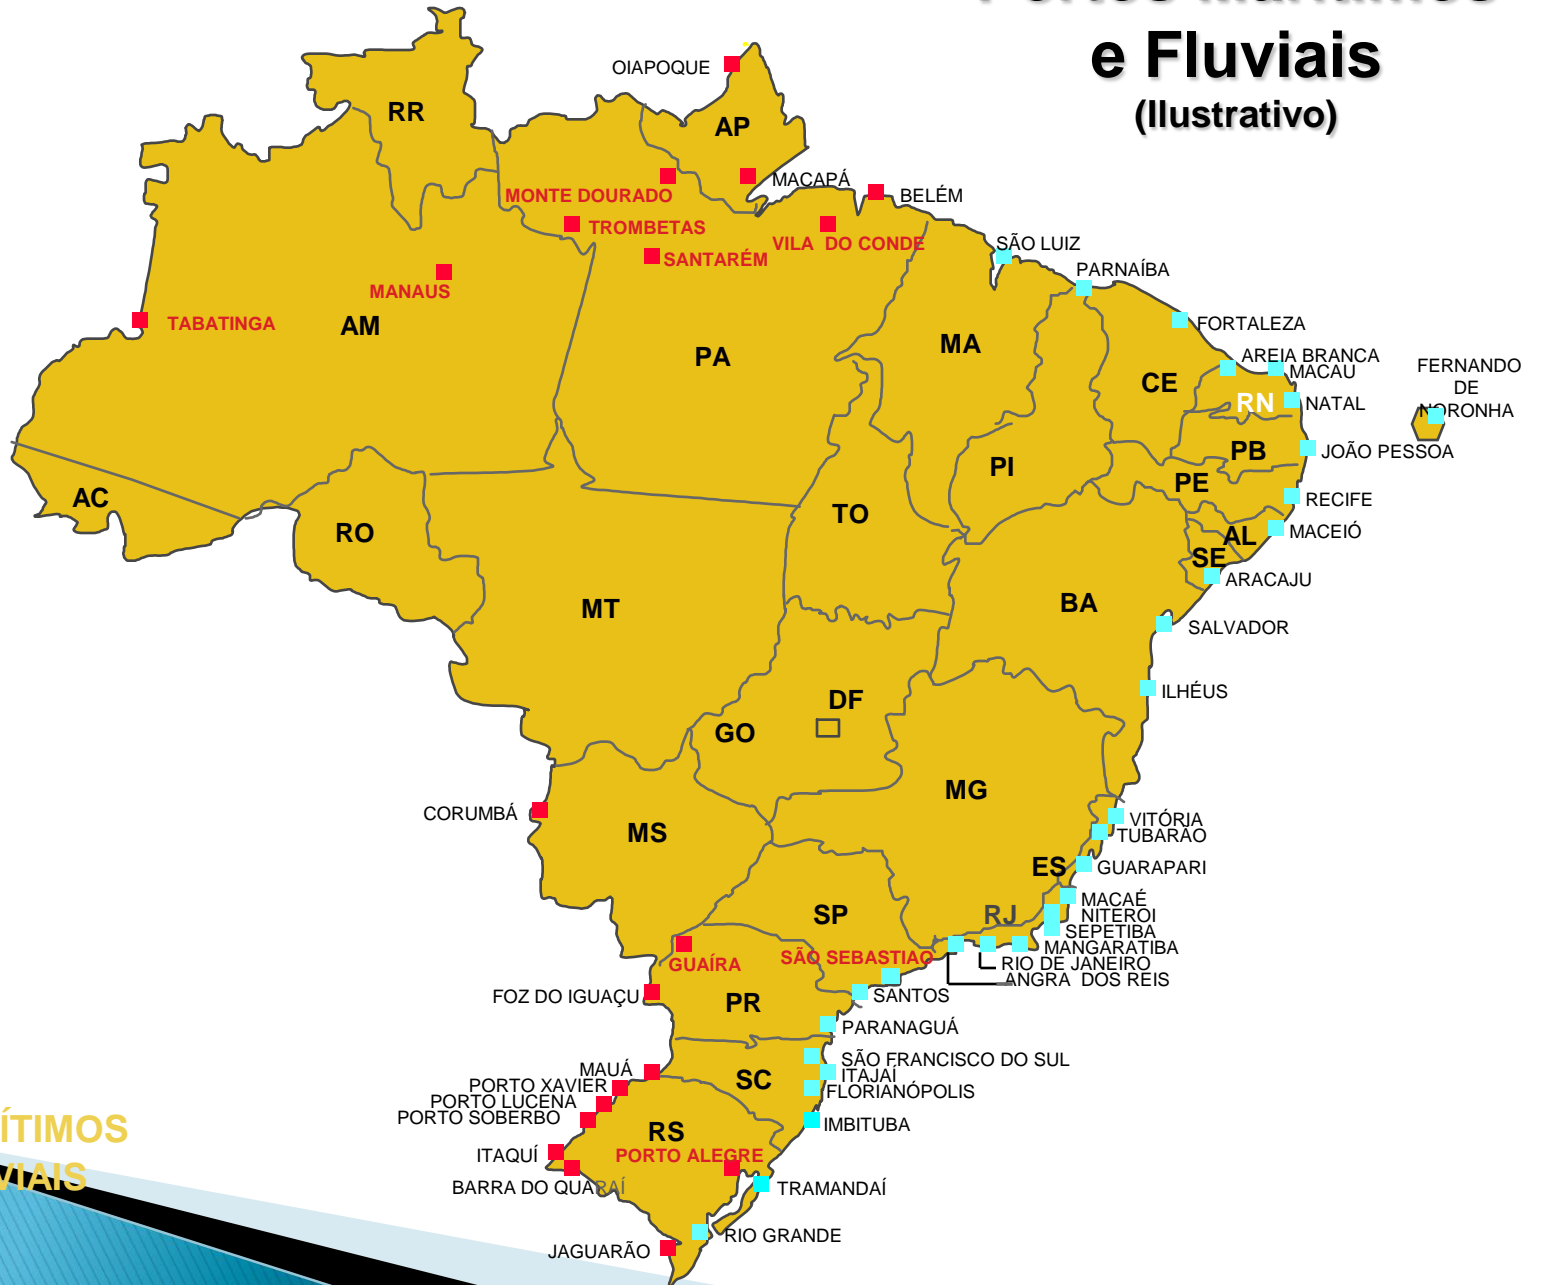 e Fluviais
(Ilustrativo)
OIAPOQUE
RR
AP
MACAPÁ
MONTE DOURADO
BELÉM
TROMBETAS
VILA DO CONDE
SÃO LUIZ
SANTARÉM
PARNAÍBA
MANAUS
TABATINGA
AM
FORTALEZA
PA
MA
AREIA BRANCA
MACAU
FERNANDO
DE
NORONHA
CE
RN
NATAL
PB
JOÃO PESSOA
PI
PE
AC
RECIFE
TO
RO
AL
MACEIÓ
SE
ARACAJU
MT
BA
SALVADOR
ILHÉUS
DF
GO
MG
CORUMBÁ
MS
VITÓRIA
TUBARÃO
ES
GUARAPARI
MACAÉ
SP
RJ
NITEROI
SEPETIBA
MANGARATIBA
SÃO SEBASTIAO
GUAÍRA
RIO DE JANEIRO
ANGRA DOS REIS
FOZ DO IGUAÇU
PR
SANTOS
PARANAGUÁ
SÃO FRANCISCO DO SUL
MAUÁ
SC
ITAJAÍ
PORTO XAVIER
FLORIANÓPOLIS
PORTO LUCENA
PORTO SOBERBO
IMBITUBA
RS
ÍTIMOS
ITAQUÍ
PORTO ALEGRE
VIAIS
BARRA DO QUARAÍ
TRAMANDAÍ
RIO GRANDE
JAGUARÃO